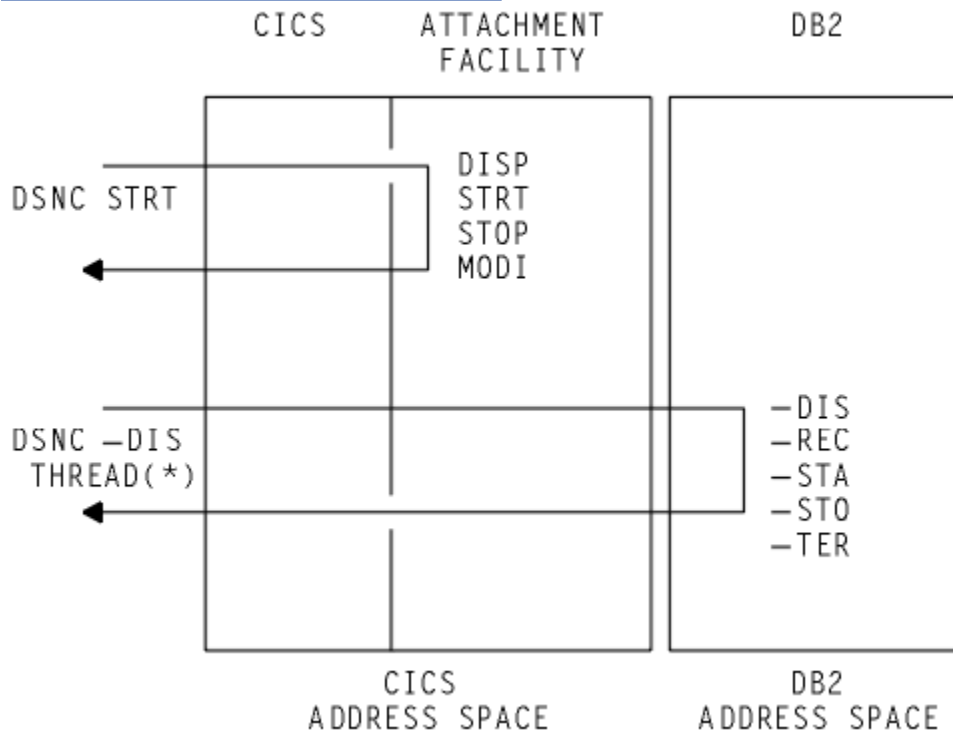 CICS ATTACHMENT FACILITY DB2
DISP
DSNC STRT STRT
STOP
MODI
—DIS
DSNC —DIS —REC
THREAD(*) —STA
—STO
—TER
CICS ADDRESS SPACE DB2 ADDRESS SPACE